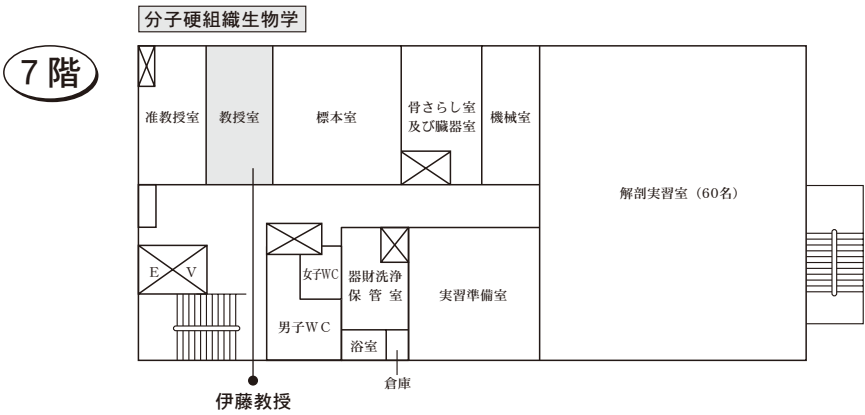 分子硬組織生物学
7階
准教授室
教授室
標本室
骨さらし室
及び臓器室
機械室
解剖実習室（60名）
E V
女子WC
器財洗浄
保管室
実習準備室
男子WC
浴室
倉庫
伊藤教授